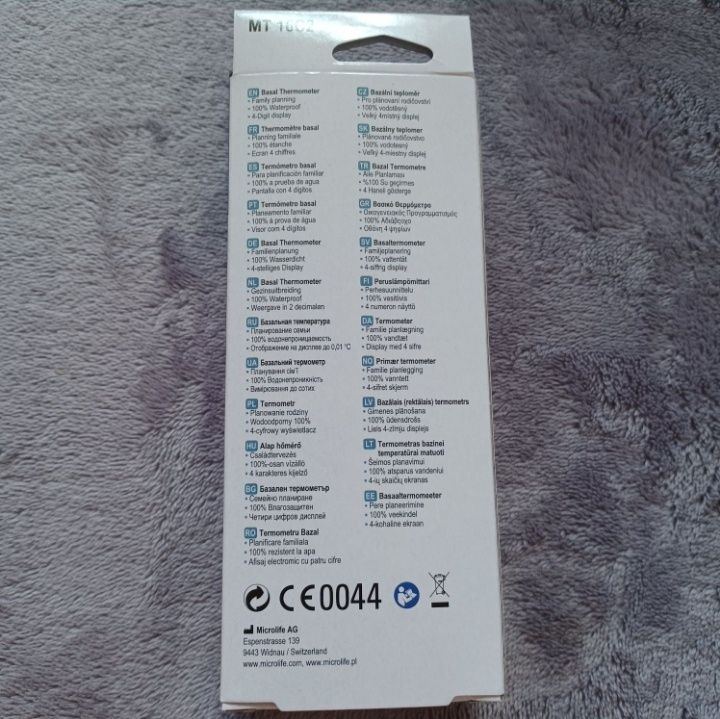 MT 16C2
EN Basal Thermometer
• Family planning
• 100% Waterproof
• 4-Digit display
FR Thermomètre basal
• Planning familiale
• 100% étanche
• Ecran 4 chiffres
ES Termómetro basal
• Para planificación familiar
• 100% a prueba de agua
• Pantalla con 4 dígitos
PT Termómetro basal
• Planeamento familiar
• 100% à prova de água
• Visor com 4 dígitos
DE Basal Thermometer
• Familienplanung
• 100% Wasserdicht
• 4-stelliges Display
NL Basal Thermometer
• Gezinsuitbreiding
• 100% Waterproof
• Weergave in 2 decimalen
RU Базальная температура
• Планирование семьи
• 100% водонепроницаемость
• Отображение на дисплее до 0,01 °C
UA Базальний термометр
• Планування сім'ї
• 100% Водонепроникність
• Вимірювання до сотих
PL Termometr
• Planowanie rodziny
• Wodoodporny 100%
• 4-cyfrowy wyświetlacz
HU Alap hőmérő
• Családtervezés
• 100%-osan vízálló
• 4 karakteres kijelző
BG Базален термометър
• Семейно планиране
• 100% Влагозащитен
• Четири цифров дисплей
RO Termometru Bazal
• Planificare familiala
• 100% rezistent la apa
• Afisaj electronic cu patru cifre
CZ Bazální teploměr
• Pro plánovaní rodičovství
• 100% vodotěsný
• Velký 4místný displej
SK Bazálny teplomer
• Plánované rodičovstvo
• 100% vodotesný
• Veľký 4-miestny displej
TR Bazal Termometre
• Aile Planlaması
• %100 Su geçirmes
• 4 Haneli gösterge
GR Βασικό Θερμόμετρο
• Οικογενειακός Προγραμματισμός
• 100% Αδιάβροχο
• Οθόνη 4 ψηφίων
SV Basaltermometer
• Familjeplanering
• 100% vattentät
• 4-siffrig display
FI Peruslämpömittari
• Perhesuunnittelu
• 100% vesitiivis
• 4 numeron näyttö
DA Termometer
• Familie planlægning
• 100% vandtæt
• Display med 4 sifre
NO Primær termometer
• Familie planlegging
• 100% vanntett
• 4-sifret skjerm
LV Bazālais (rektālais) termometrs
• Ģimenes plānošana
• 100% ūdensdrošs
• Liels 4-zīmju displejs
LT Termometras bazinei
temperatūrai matuoti
• Šeimos planavimui
• 100% atsparus vandeniui
• 4-ių skaičių ekranas
EE Basaaltermomeeter
• Pere planeerimine
• 100% veekindel
• 4-kohaline ekraan
CE0044
Microlife AG
Espenstrasse 139
9443 Widnau / Switzerland
www.microlife.com, www.microlife.pl